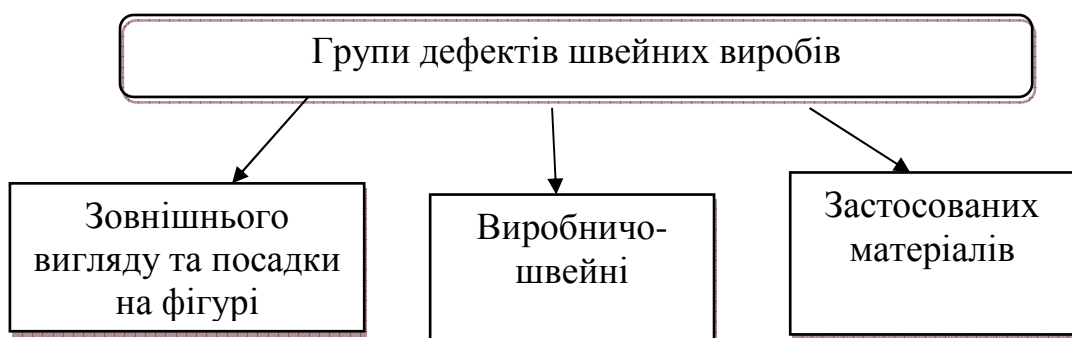 Групи дефектів швейних виробів
Зовнішнього
вигляду та посадки
на фігурі
Виробничо-
швейні
Застосованих
матеріалів